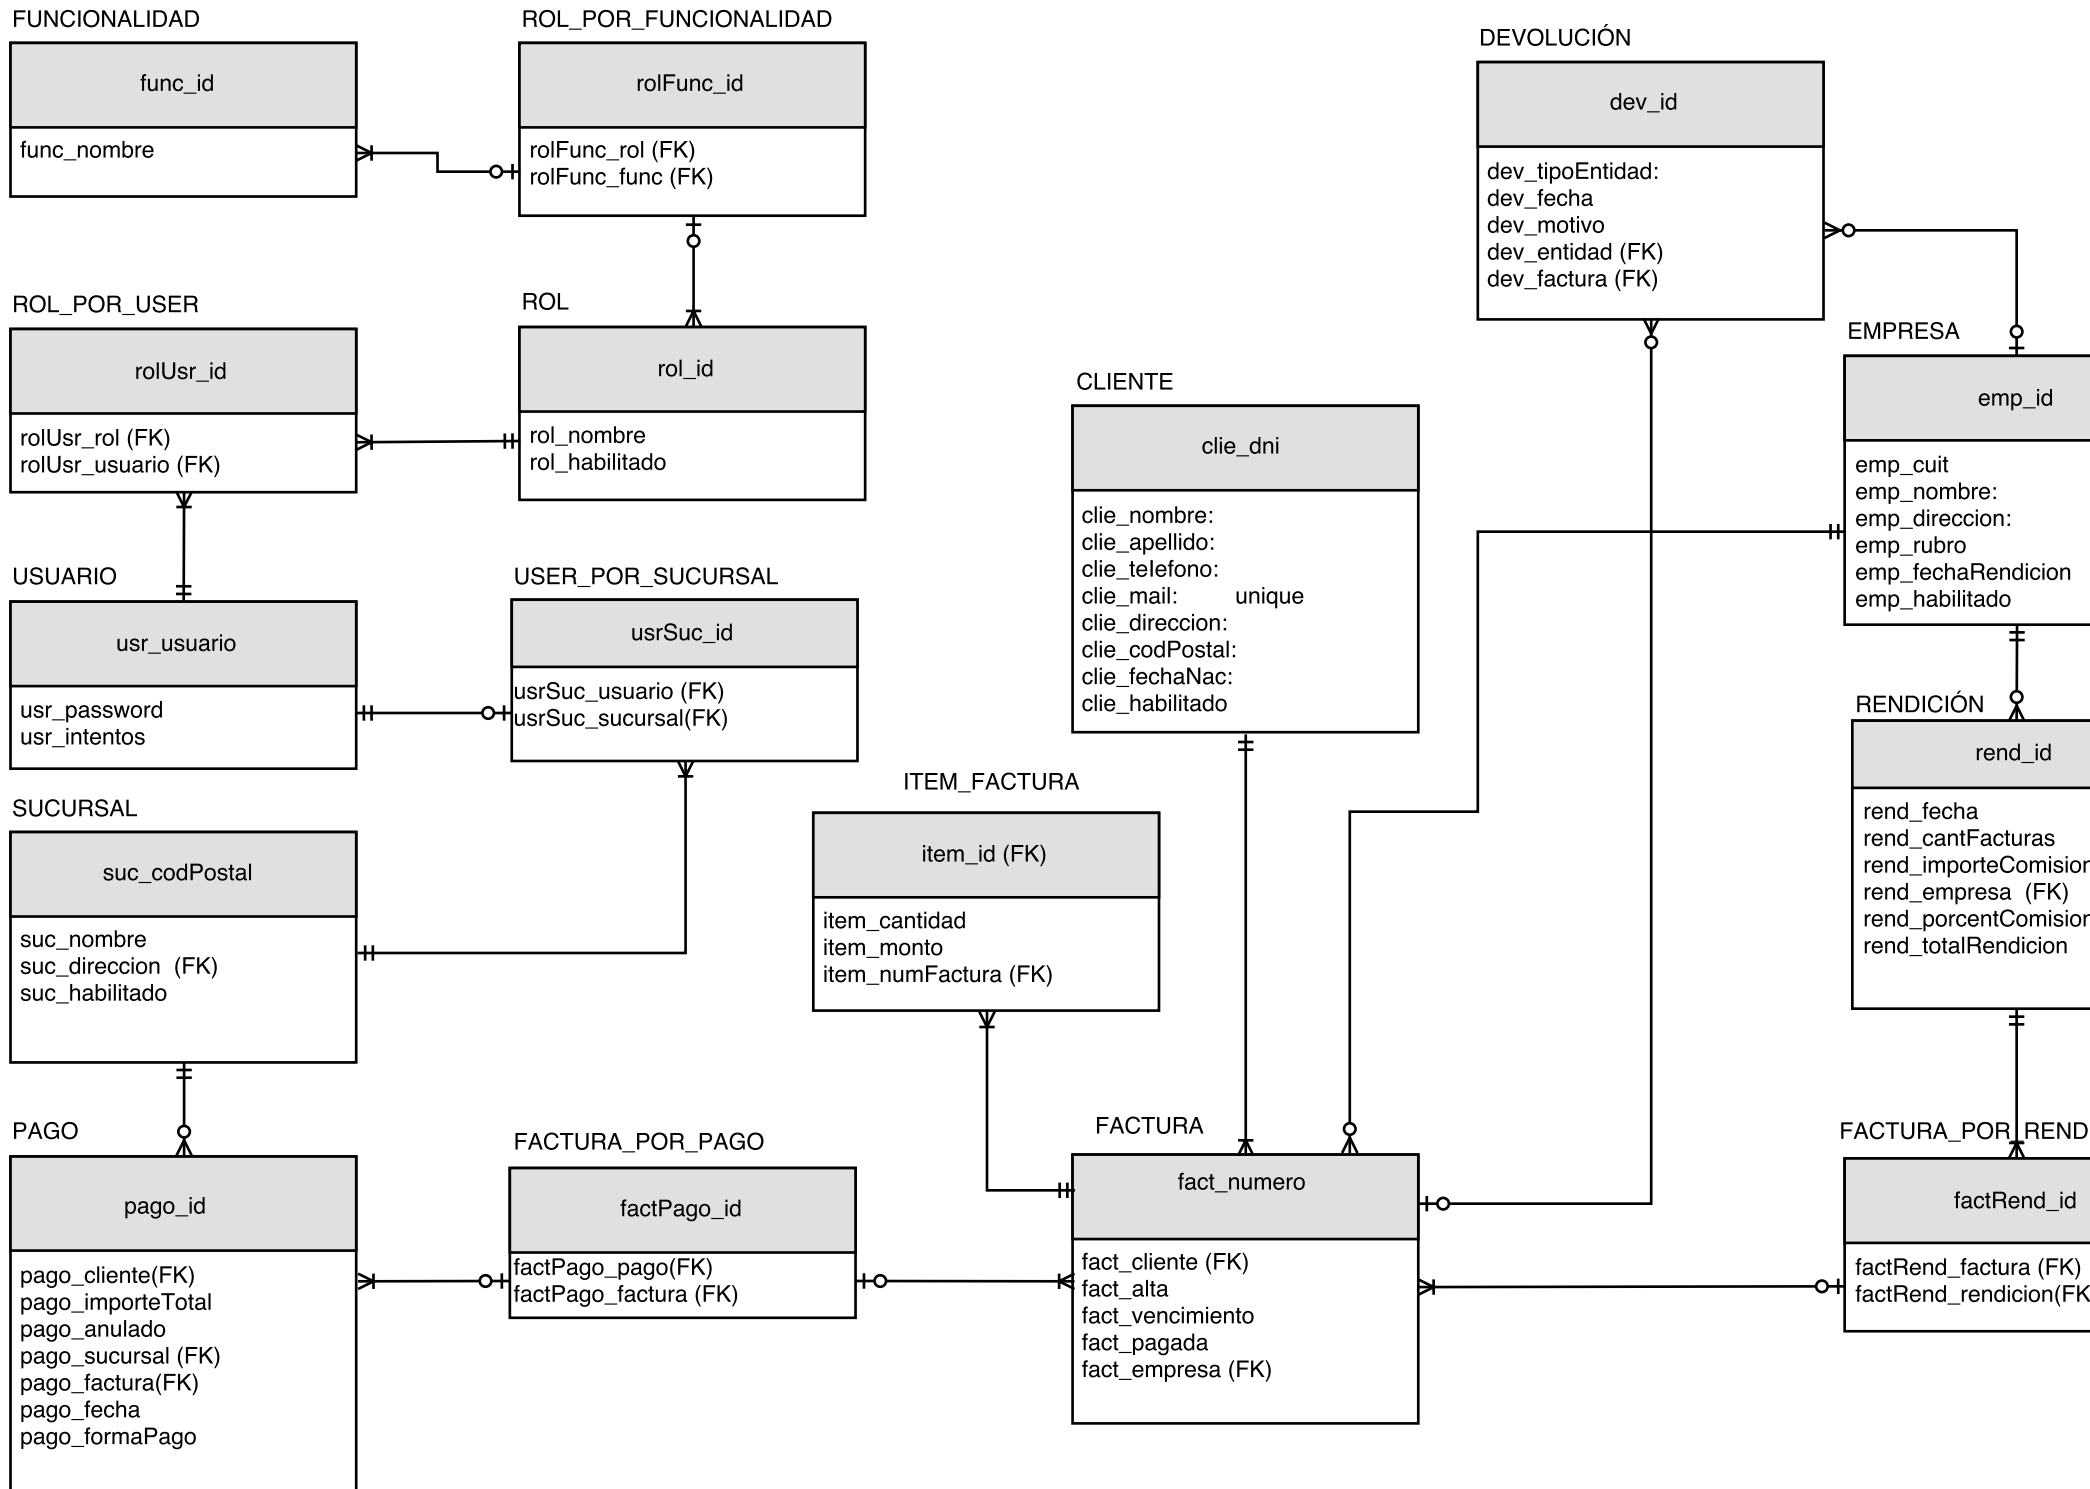 FUNCIONALIDAD
func_id
func_nombre
ROL_POR_FUNCIONALIDAD
rolFunc_id
rolFunc_rol (FK)
rolFunc_func (FK)
DEVOLUCIÓN
dev_id
dev_tipoEntidad:
dev_fecha
dev_motivo
dev_entidad (FK)
dev_factura (FK)
ROL_POR_USER
rolUsr_id
rolUsr_rol (FK)
rolUsr_usuario (FK)
ROL
rol_id
rol_nombre
rol_habilitado
CLIENTE
clie_dni
clie_nombre:
clie_apellido:
clie_telefono:
clie_mail: unique
clie_direccion:
clie_codPostal:
clie_fechaNac:
clie_habilitado
EMPRESA
emp_id
emp_cuit
emp_nombre:
emp_direccion:
emp_rubro
emp_fechaRendicion
emp_habilitado
USUARIO
usr_usuario
usr_password
usr_intentos
USER_POR_SUCURSAL
usrSuc_id
usrSuc_usuario (FK)
usrSuc_sucursal(FK)
RENDICIÓN
rend_id
rend_fecha
rend_cantFacturas
rend_importeComision
rend_empresa (FK)
rend_porcentComision
rend_totalRendicion
SUCURSAL
suc_codPostal
suc_nombre
suc_direccion (FK)
suc_habilitado
ITEM_FACTURA
item_id (FK)
item_cantidad
item_monto
item_numFactura (FK)
PAGO
pago_id
pago_cliente(FK)
pago_importeTotal
pago_anulado
pago_sucursal (FK)
pago_factura(FK)
pago_fecha
pago_formaPago
FACTURA_POR_PAGO
factPago_id
factPago_pago(FK)
factPago_factura (FK)
FACTURA
fact_numero
fact_cliente (FK)
fact_alta
fact_vencimiento
fact_pagada
fact_empresa (FK)
FACTURA_POR_REND
factRend_id
factRend_factura (FK)
factRend_rendicion(FK